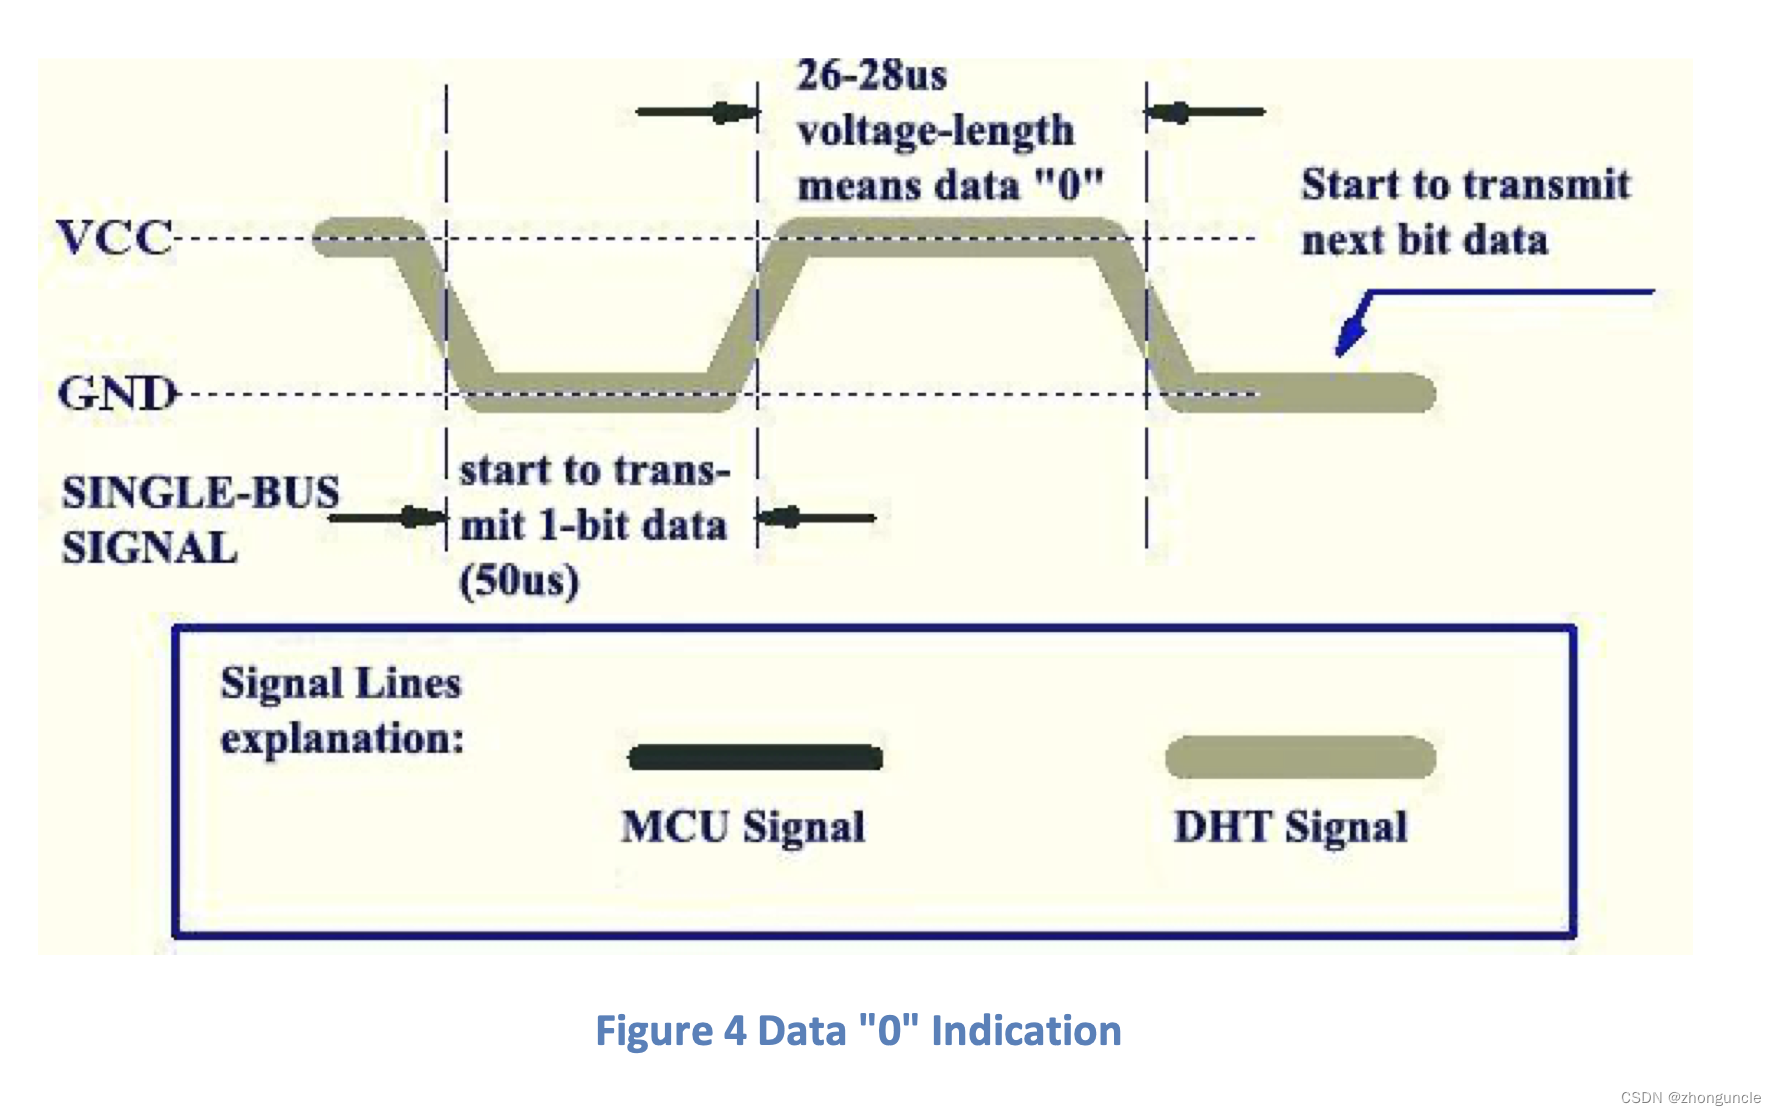 26-28us
voltage-length
means data "0"
Start to transmit
next bit data
VCC
GND
SINGLE-BUS
SIGNAL
start to trans-
mit 1-bit data
(50us)
Signal Lines
explanation:
MCU Signal
DHT Signal
Figure 4 Data "0" Indication
CSDN @zhonguncle